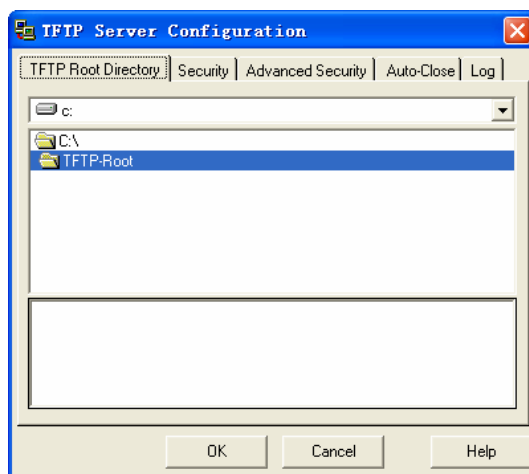 TFTP Server Configuration
TFTP Root Directory Security Advanced Security Auto-Close Log
c:
C:\
TFTP-Root
OK Cancel Help